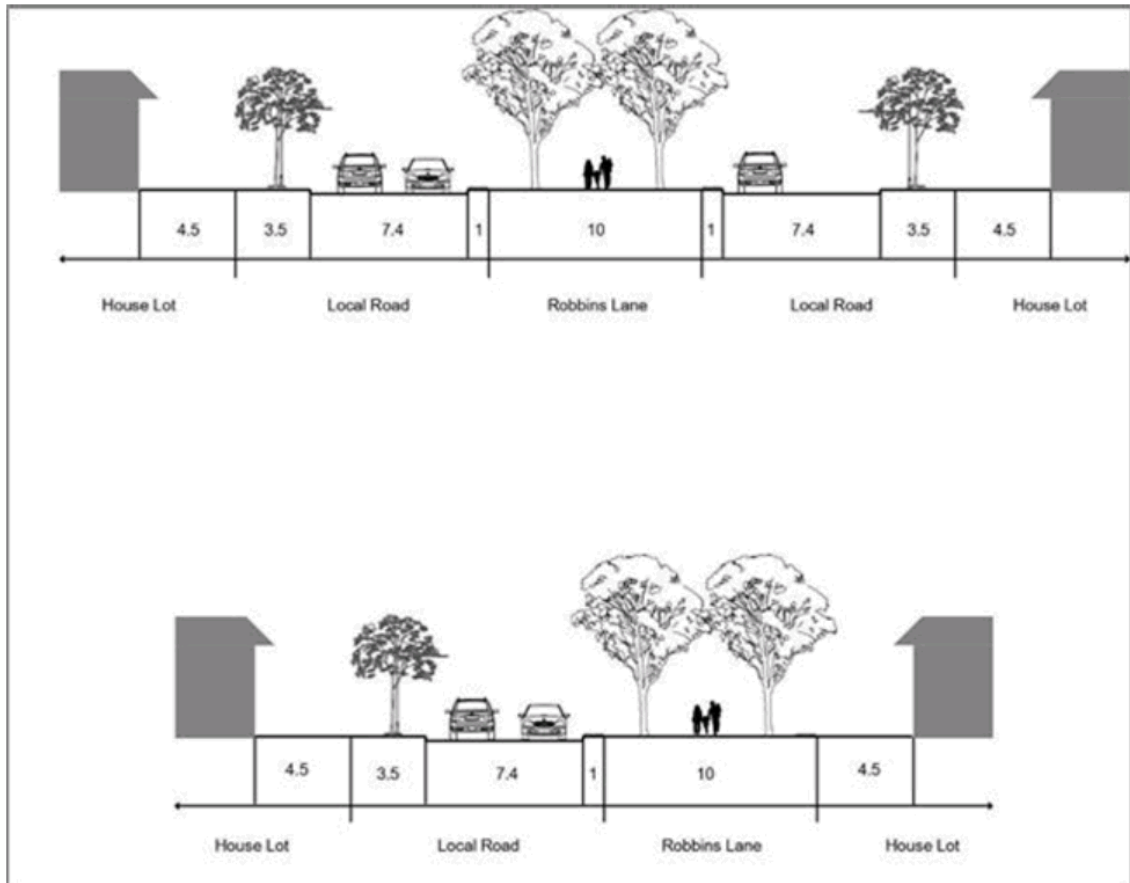 4.5 3.5 7.4 1 10 1 7.4 3.5 4.5
House Lot Local Road Robbins Lane Local Road House Lot
4.5 3.5 7.4 1 10 4.5
House Lot Local Road Robbins Lane House Lot